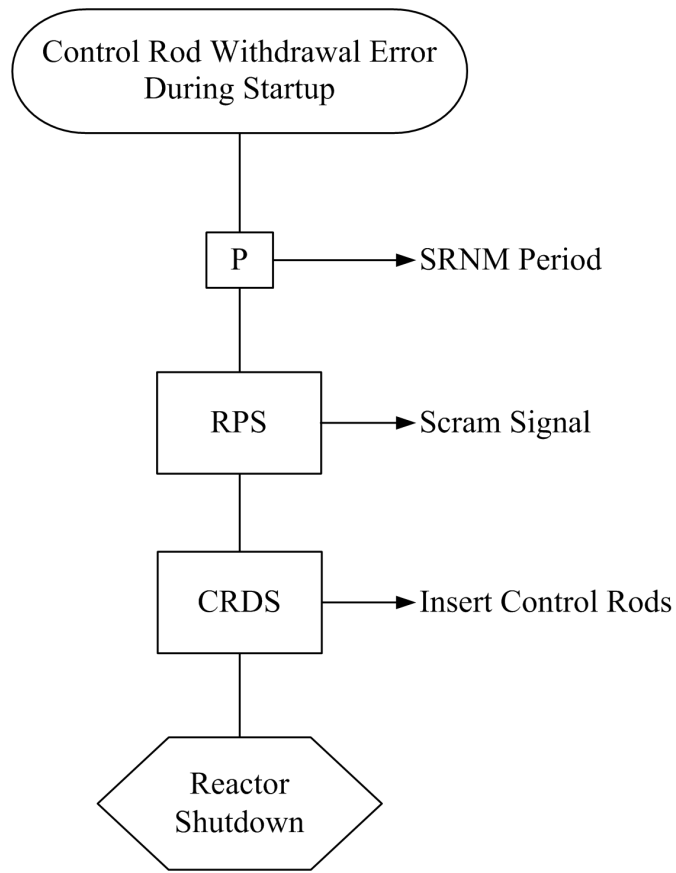 Control Rod Withdrawal Error
During Startup
P
SRNM Period
RPS
Scram Signal
CRDS
Insert Control Rods
Reactor
Shutdown